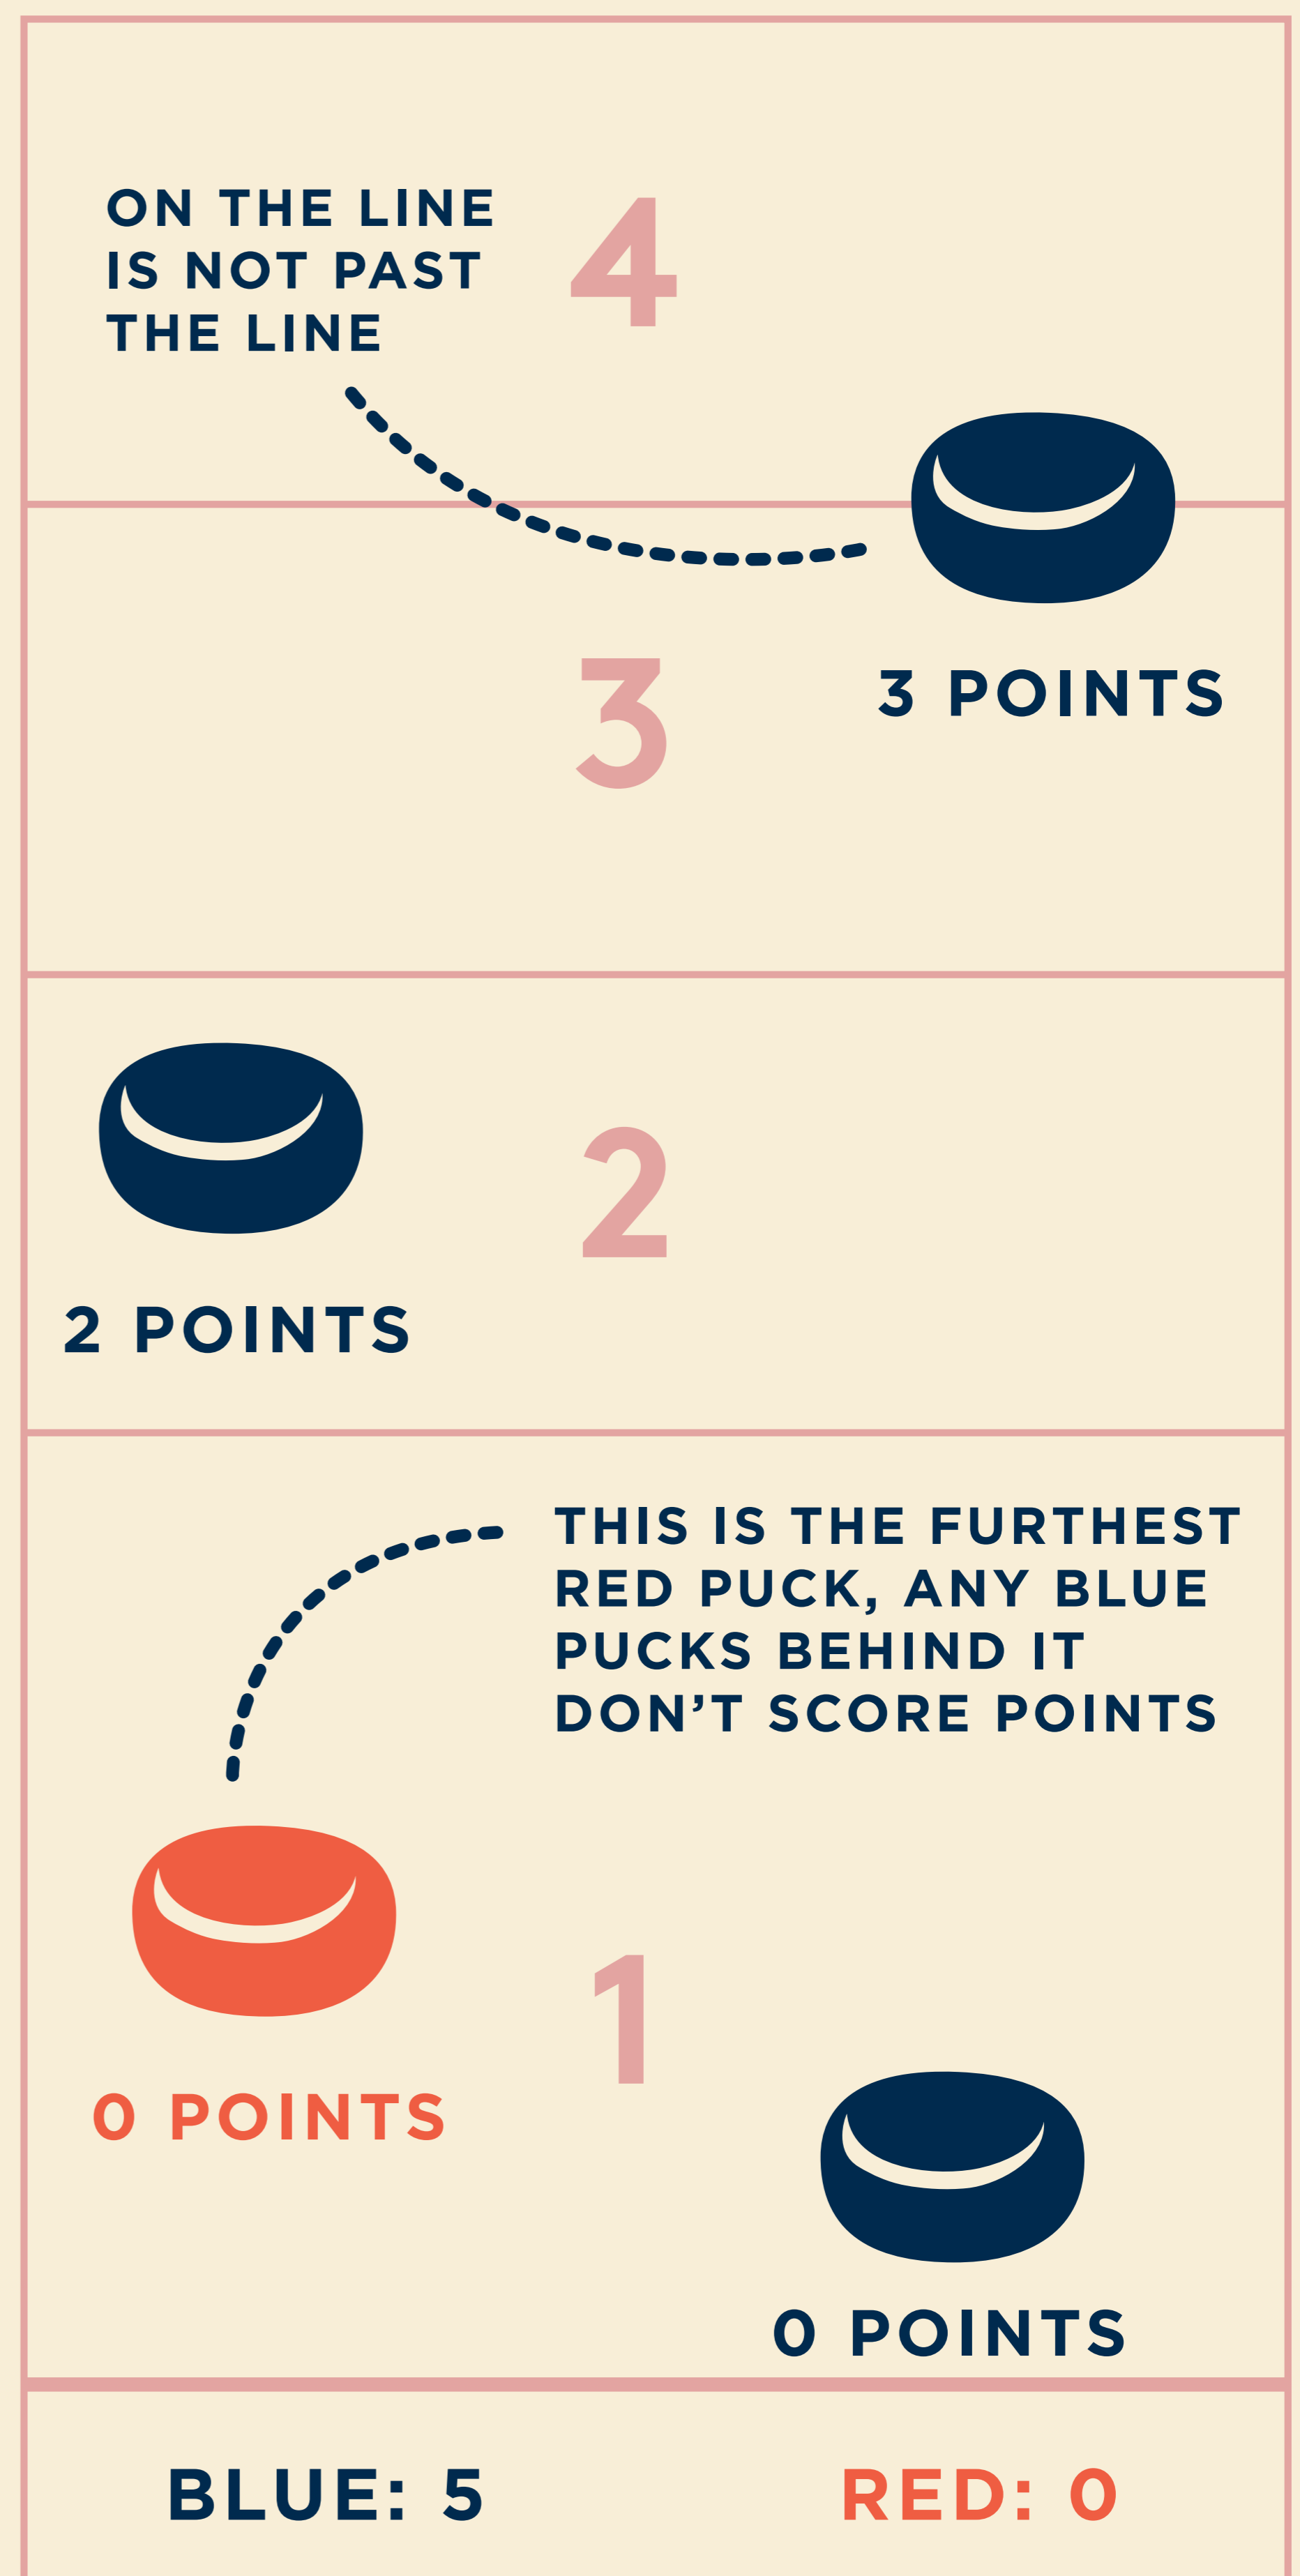 ON THE LINE
IS NOT PAST
THE LINE
4
3
3 POINTS
2
2 POINTS
THIS IS THE FURTHEST
RED PUCK, ANY BLUE
PUCKS BEHIND IT
DON’T SCORE POINTS
1
0 POINTS
0 POINTS
BLUE: 5
RED: 0